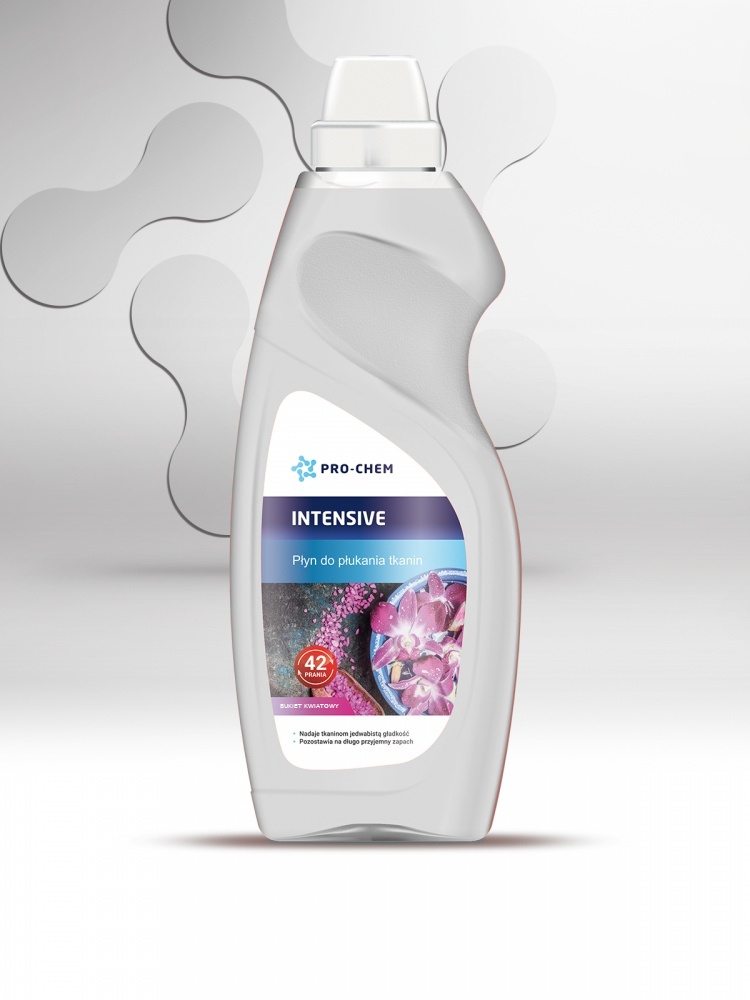 PRO-CHEM
INTENSIVE
Płyn do płukania tkanin
42
PRANIA
BUKIET KWIATOWY
Nadaje tkaninom jedwabistą gładkość
Pozostawia na długo przyjemny zapach